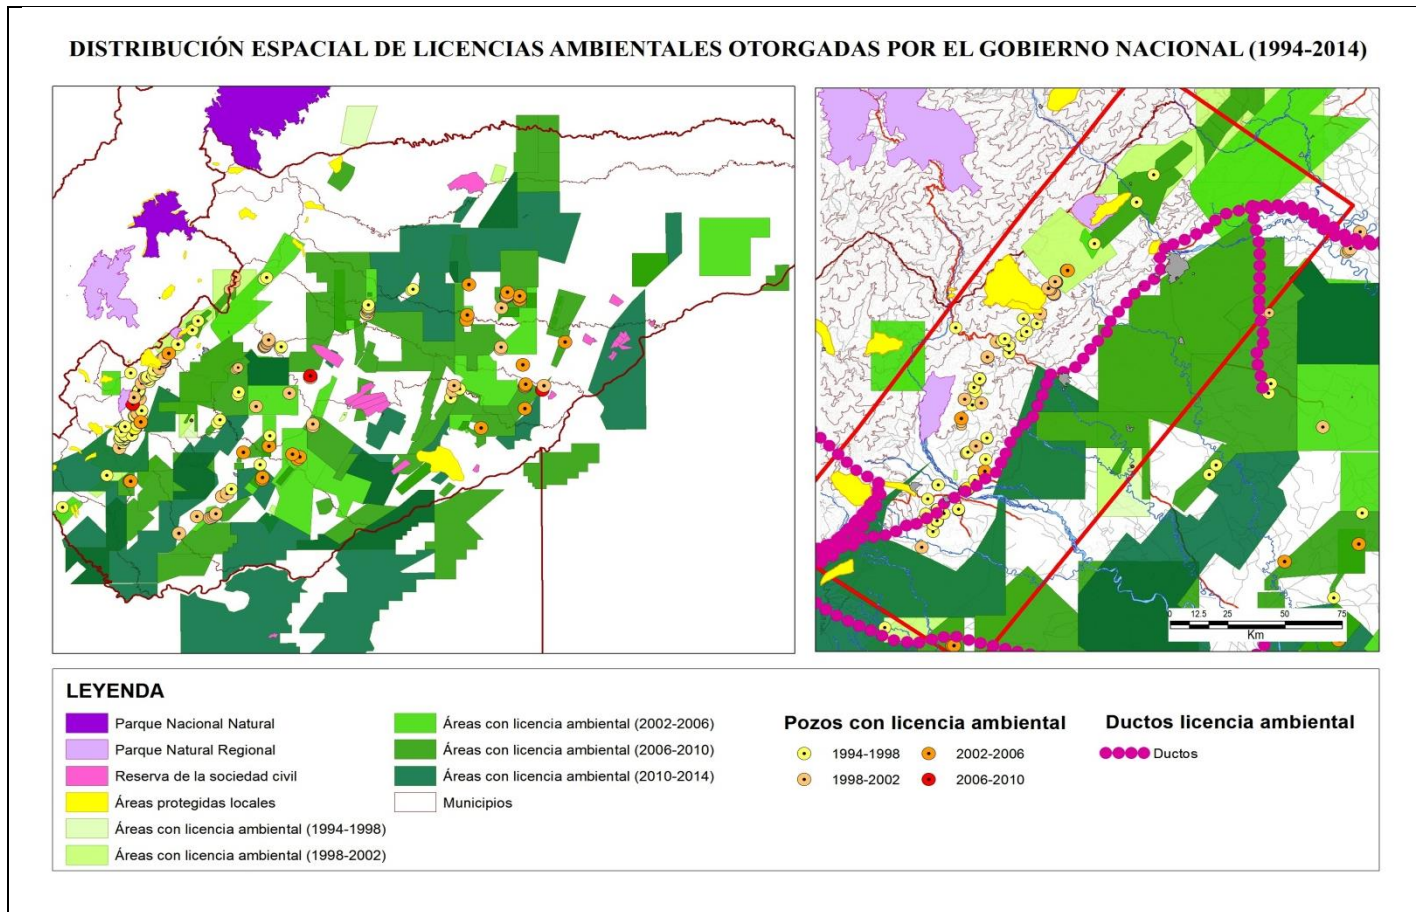 DISTRIBUCIÓN ESPACIAL DE LICENCIAS AMBIENTALES OTORGADAS POR EL GOBIERNO NACIONAL (1994-2014)
0 12.5 25 50 75
Km
LEYENDA
Parque Nacional Natural
Parque Natural Regional
Reserva de la sociedad civil
Áreas protegidas locales
Áreas con licencia ambiental (1994-1998)
Áreas con licencia ambiental (1998-2002)
Áreas con licencia ambiental (2002-2006)
Áreas con licencia ambiental (2006-2010)
Áreas con licencia ambiental (2010-2014)
Municipios
Pozos con licencia ambiental
1994-1998
1998-2002
2002-2006
2006-2010
Ductos licencia ambiental
Ductos